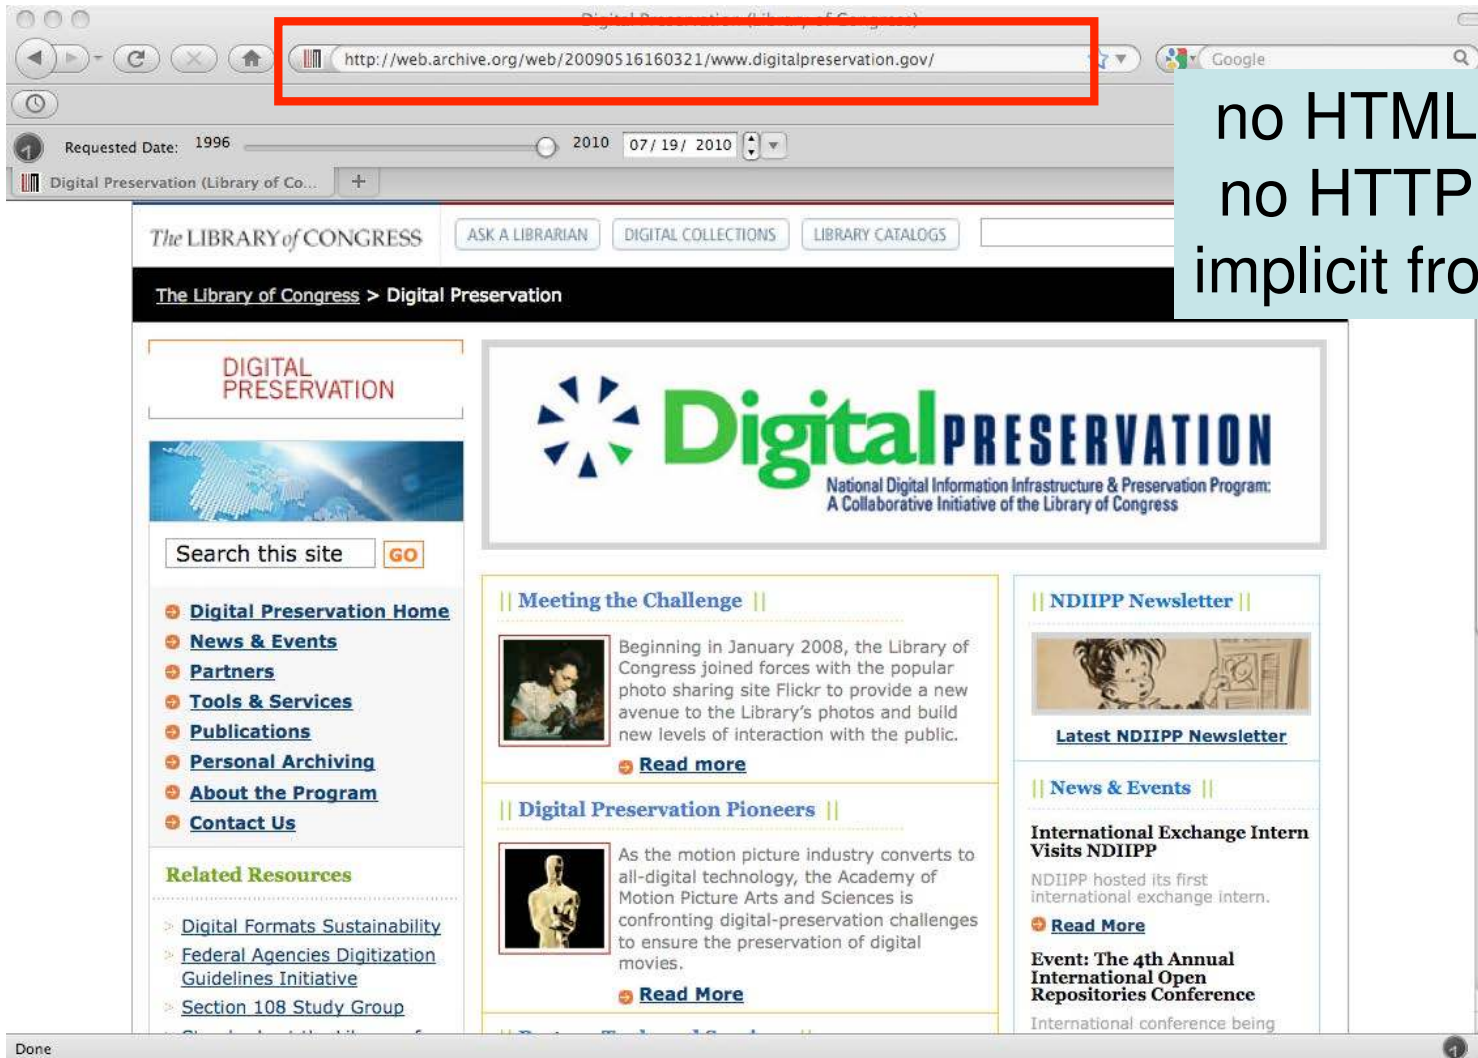 Digital Preservation (Library of Congress)
http://web.archive.org/web/20090516160321/www.digitalpreservation.gov/
Google
no HTML
no HTTP
implicit fro
Requested Date: 1996 2010 07/19/2010
Digital Preservation (Library of Co...
The LIBRARY of CONGRESS
ASK A LIBRARIAN DIGITAL COLLECTIONS LIBRARY CATALOGS
The Library of Congress > Digital Preservation
DIGITAL
PRESERVATION
Search this site GO
Digital Preservation Home
News & Events
Partners
Tools & Services
Publications
Personal Archiving
About the Program
Contact Us
Related Resources
Digital Formats Sustainability
Federal Agencies Digitization
Guidelines Initiative
Section 108 Study Group
Digital PRESERVATION
National Digital Information Infrastructure & Preservation Program:
A Collaborative Initiative of the Library of Congress
|| Meeting the Challenge ||
Beginning in January 2008, the Library of
Congress joined forces with the popular
photo sharing site Flickr to provide a new
avenue to the Library's photos and build
new levels of interaction with the public.
Read more
|| Digital Preservation Pioneers ||
As the motion picture industry converts to
all-digital technology, the Academy of
Motion Picture Arts and Sciences is
confronting digital-preservation challenges
to ensure the preservation of digital
movies.
Read More
|| NDIIPP Newsletter ||
Latest NDIIPP Newsletter
|| News & Events ||
International Exchange Intern
Visits NDIIPP
NDIIPP hosted its first
international exchange intern.
Read More
Event: The 4th Annual
International Open
Repositories Conference
International conference being
Done